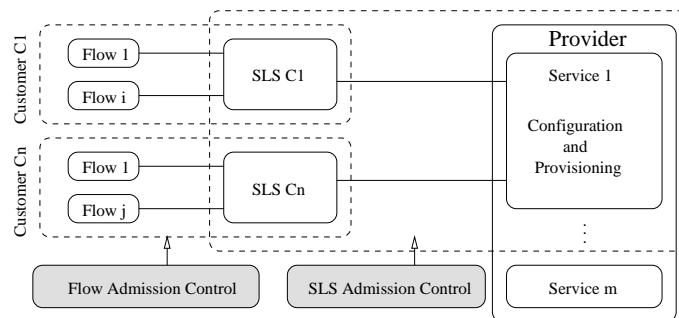 Customer C1
Flow 1
Flow i
SLS C1
Customer Cn
Flow 1
Flow j
SLS Cn
Provider
Service 1
Configuration
and
Provisioning
Service m
Flow Admission Control
SLS Admission Control